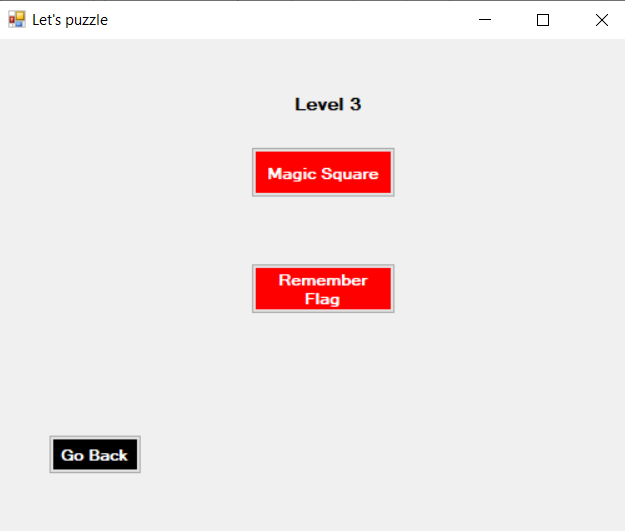 Let's puzzle
Level 3
Magic Square
Remember
Flag
Go Back